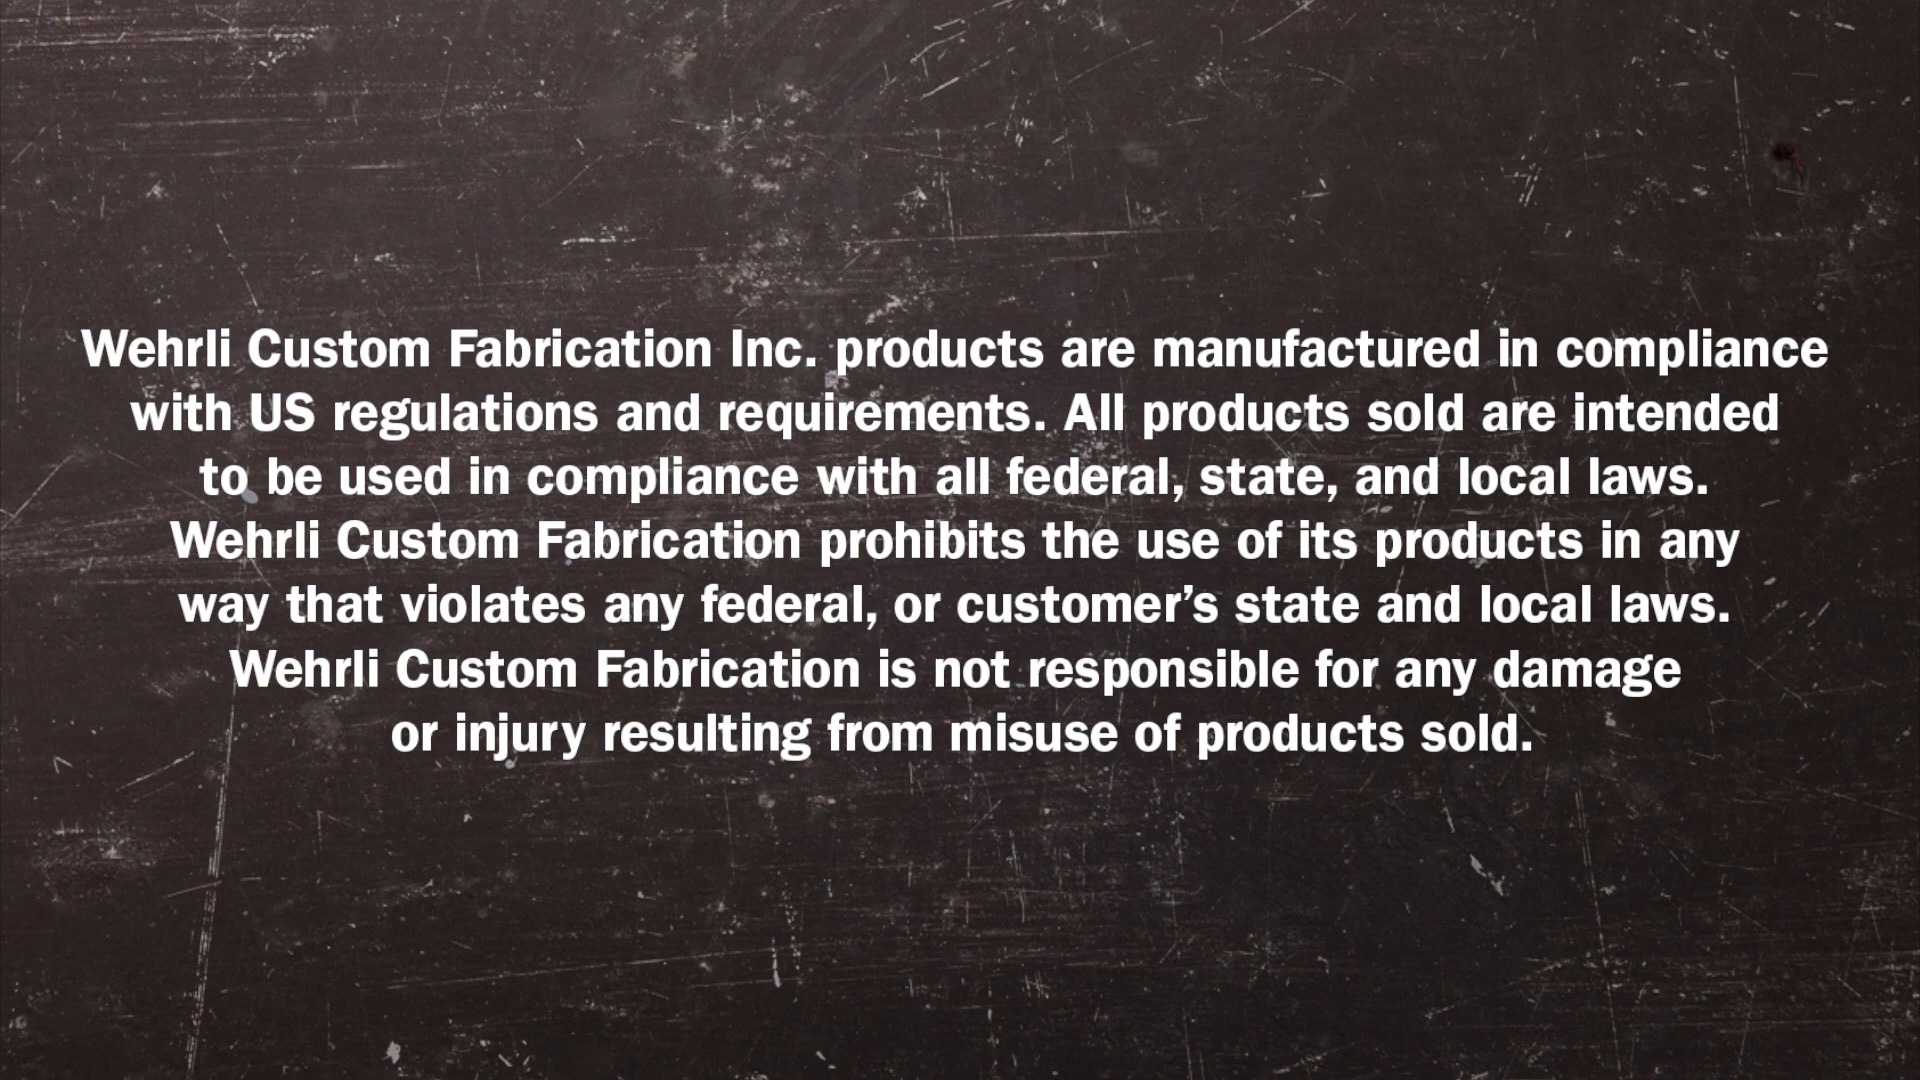 Wehrli Custom Fabrication Inc. products are manufactured in compliance
with US regulations and requirements. All products sold are intended
to be used in compliance with all federal, state, and local laws.
Wehrli Custom Fabrication prohibits the use of its products in any
way that violates any federal, or customer’s state and local laws.
Wehrli Custom Fabrication is not responsible for any damage
or injury resulting from misuse of products sold.